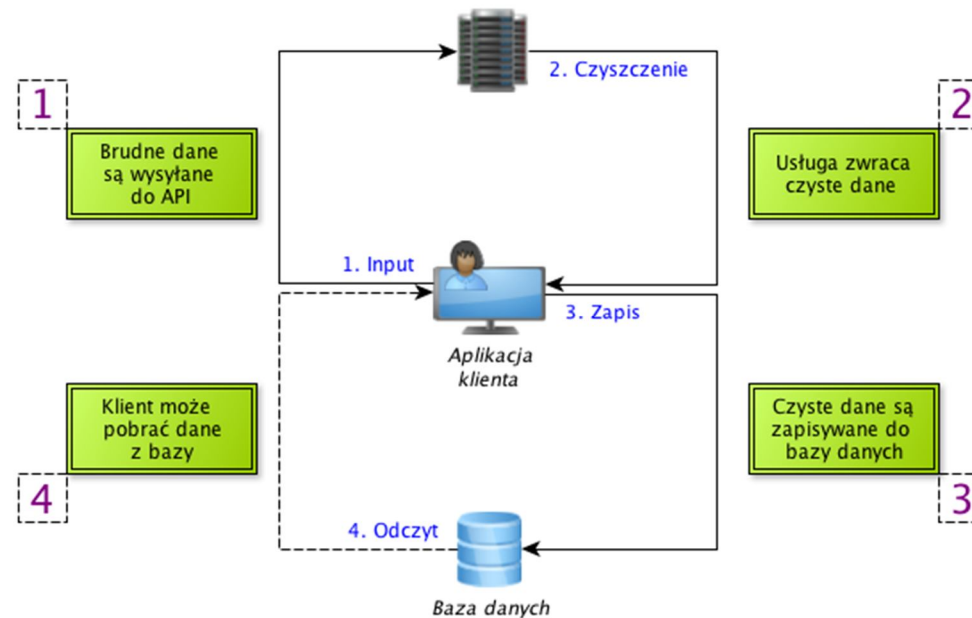 2. Czyszczenie
1
Brudne dane
są wysyłane
do API
2
Usługa zwraca
czyste dane
1. Input
3. Zapis
Aplikacja
klienta
Klient może
pobrać dane
z bazy
4
Czyste dane są
zapisywane do
bazy danych
3
4. Odczyt
Baza danych